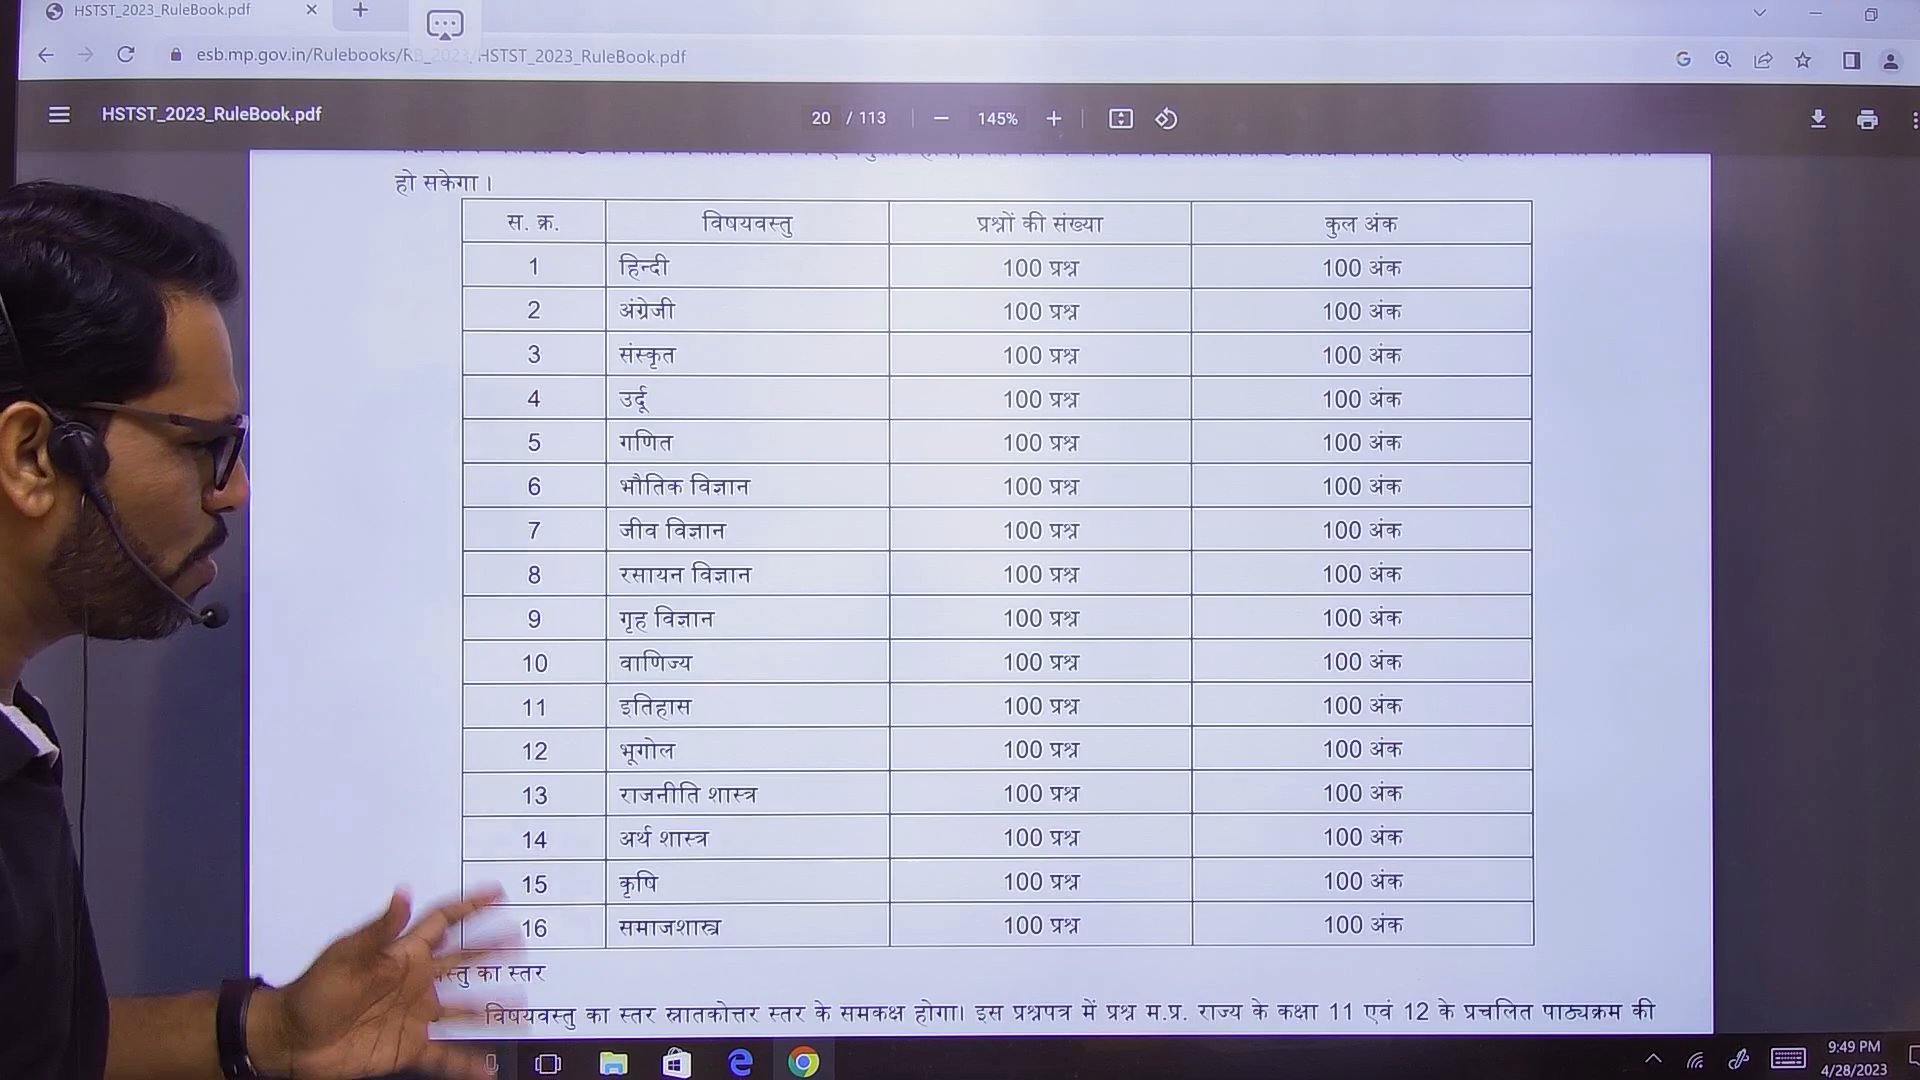 HSTST_2023_RuleBook.pdf
esb.mp.gov.in/Rulebooks/RB_2023/HSTST_2023_RuleBook.pdf
HSTST_2023_RuleBook.pdf 20 / 113 145%
हो सकेगा ।
स. क्र. विषयवस्तु प्रश्नों की संख्या कुल अंक
1 हिन्दी 100 प्रश्न 100 अंक
2 अंग्रेजी 100 प्रश्न 100 अंक
3 संस्कृत 100 प्रश्न 100 अंक
4 उर्दू 100 प्रश्न 100 अंक
5 गणित 100 प्रश्न 100 अंक
6 भौतिक विज्ञान 100 प्रश्न 100 अंक
7 जीव विज्ञान 100 प्रश्न 100 अंक
8 रसायन विज्ञान 100 प्रश्न 100 अंक
9 गृह विज्ञान 100 प्रश्न 100 अंक
10 वाणिज्य 100 प्रश्न 100 अंक
11 इतिहास 100 प्रश्न 100 अंक
12 भूगोल 100 प्रश्न 100 अंक
13 राजनीति शास्त्र 100 प्रश्न 100 अंक
14 अर्थ शास्त्र 100 प्रश्न 100 अंक
15 कृषि 100 प्रश्न 100 अंक
16 समाजशास्त्र 100 प्रश्न 100 अंक
का स्तर
विषयवस्तु का स्तर स्नातकोत्तर स्तर के समकक्ष होगा। इस प्रश्नपत्र में प्रश्न म.प्र. राज्य के कक्षा 11 एवं 12 के प्रचलित पाठ्यक्रम की
9:49 PM
4/28/2023